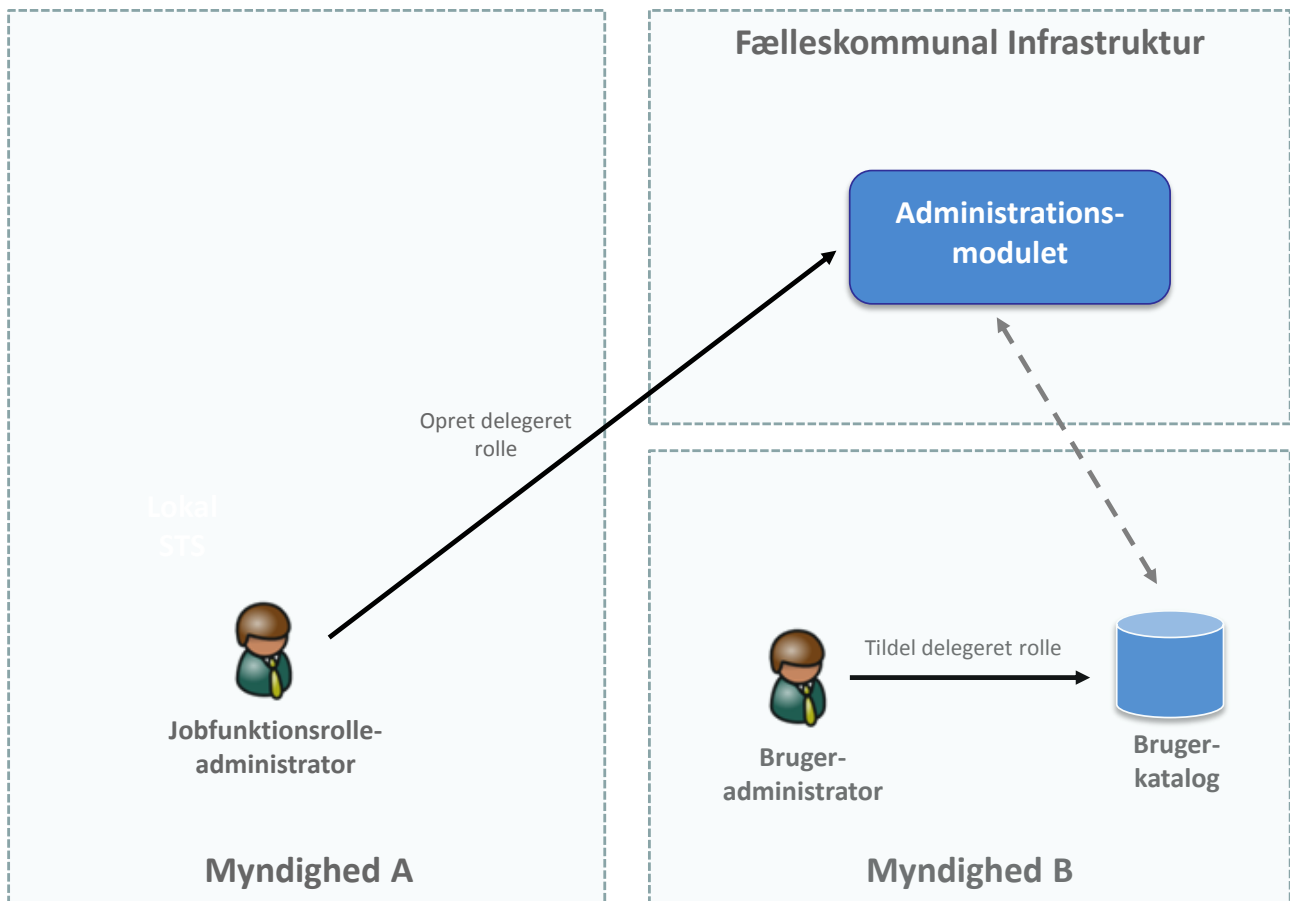 Fælleskommunal Infrastruktur
Administrations-
modulet
Opret delegeret
rolle
Lokal
STS
Jobfunktionsrolle-
administrator
Myndighed A
Tildel delegeret rolle
Bruger-
administrator
Bruger-
katalog
Myndighed B